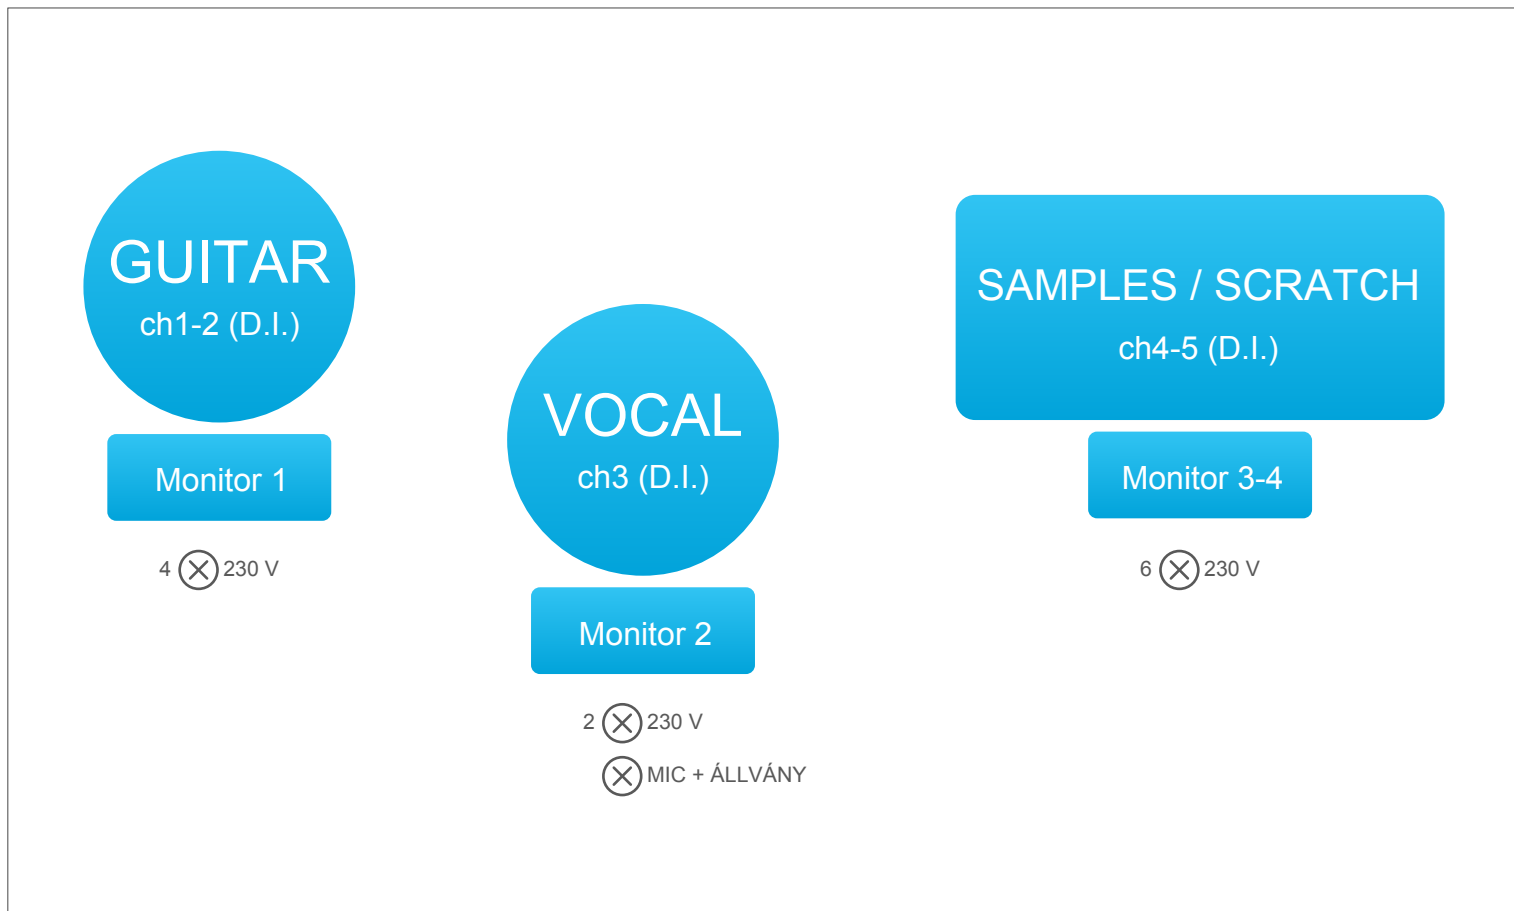 GUITAR
ch1-2 (D.I.)
Monitor 1
4 230 V
VOCAL
ch3 (D.I.)
Monitor 2
2 230 V
MIC + ÁLLVÁNY
SAMPLES / SCRATCH
ch4-5 (D.I.)
Monitor 3-4
6 230 V